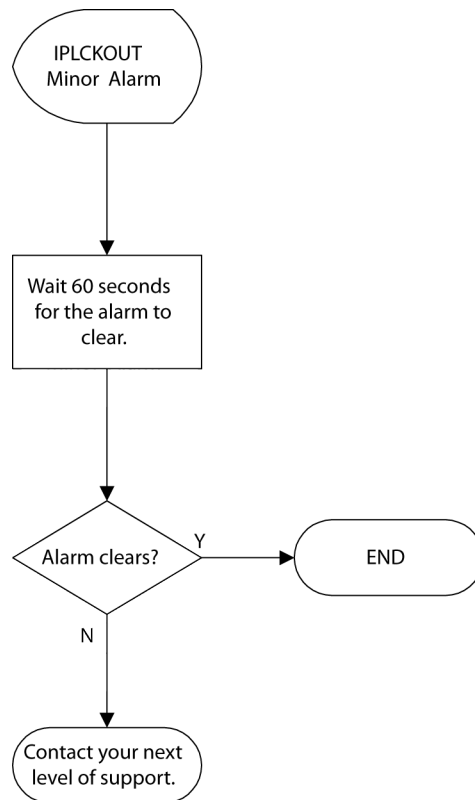 IPLCKOUT
Minor Alarm
Wait 60 seconds
for the alarm to
clear.
Alarm clears?
Y
END
N
Contact your next
level of support.